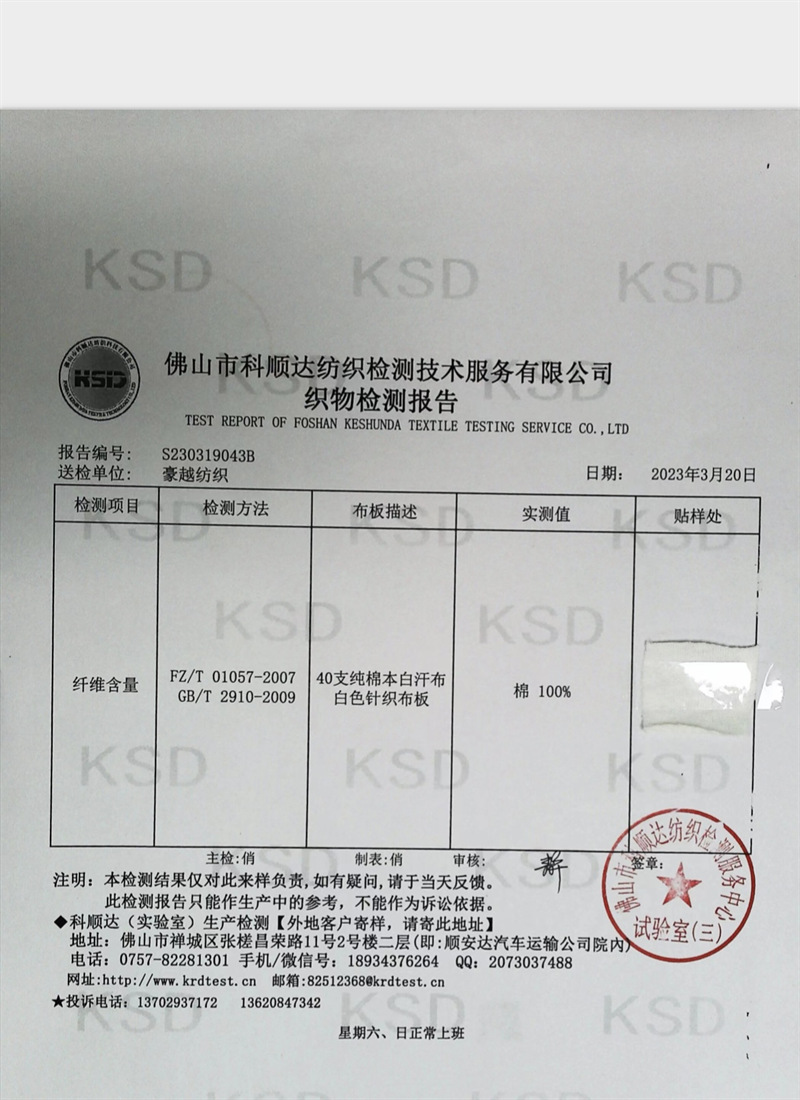 KSD KSD KSD
KSD
佛山市科顺达纺织检测技术服务有限公司
织物检测报告
TEST REPORT OF FOSHAN KESHUNDA TEXTILE TESTING SERVICE CO.,LTD
报告编号: S230319043B
送检单位: 豪越纺织 日期: 2023年3月20日
检测项目 检测方法 布板描述 实测值 贴样处
KSD KSD KSD
KSD KSD
纤维含量 FZ/T 01057-2007 40支纯棉本白汗布 棉 100%
GB/T 2910-2009 白色针织布板
KSD KSD KSD
主检:俏 制表:俏 审核: 静 签章:
佛山市科顺达纺织检测服务中心
试验室(三)
注明: 本检测结果仅对此来样负责,如有疑问,请于当天反馈。
此检测报告只能作生产中的参考, 不能作为诉讼依据。
◆科顺达（实验室）生产检测【外地客户寄样, 请寄此地址】
地址: 佛山市禅城区张槎昌荣路11号2号楼二层(即:顺安达汽车运输公司院内)
电话: 0757-82281301 手机/微信号: 18934376264 QQ: 2073037488
网址:http://www.krdtest.cn 邮箱:82512368@krdtest.cn
★投诉电话: 13702937172 13620847342
KSD KSD KSD
星期六、日正常上班